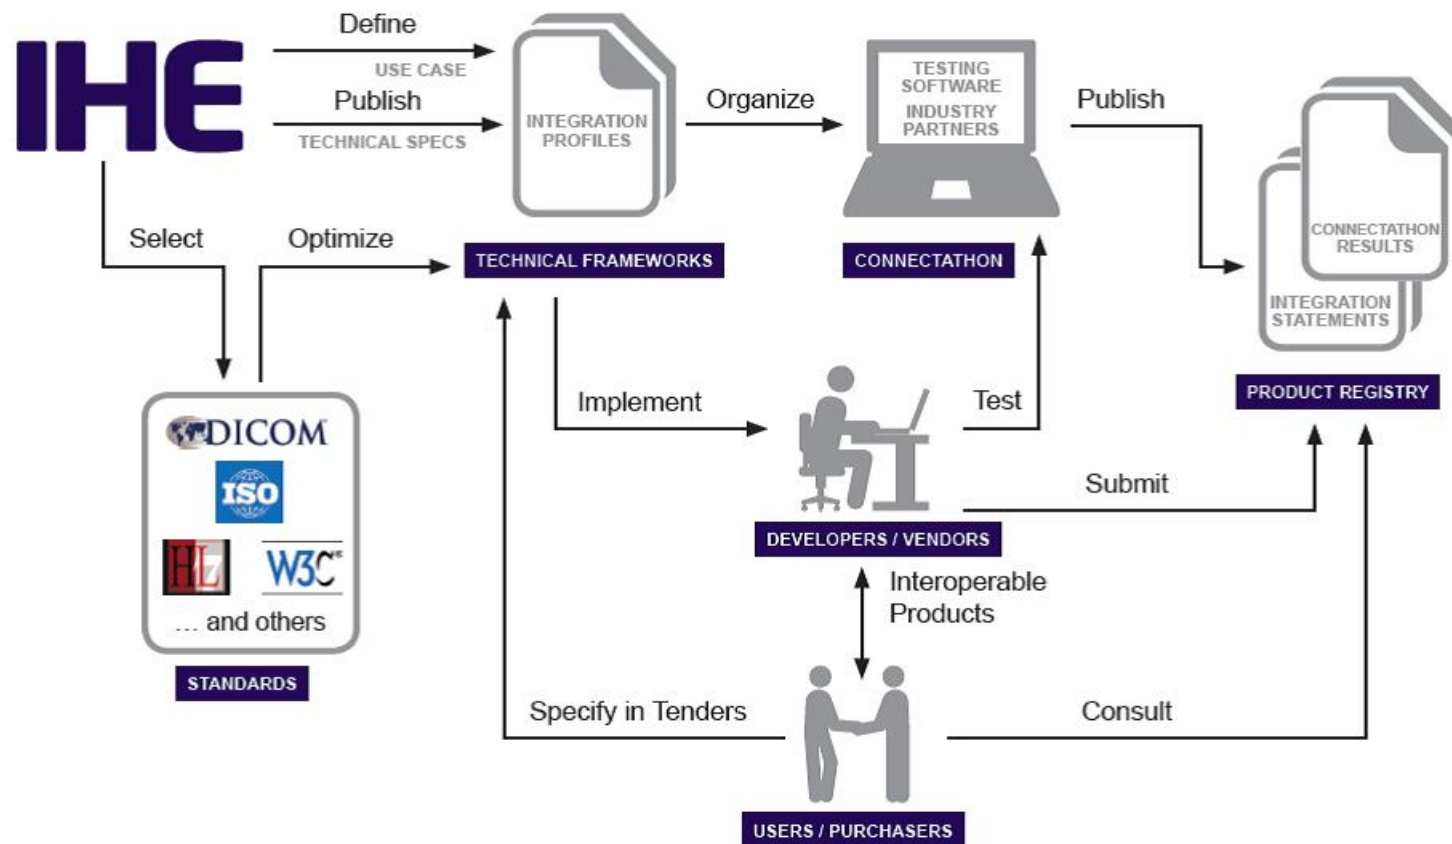 IHE
Define
USE CASE
Publish
TECHNICAL SPECS
INTEGRATION
PROFILES
Organize
TESTING
SOFTWARE
INDUSTRY
PARTNERS
Publish
CONNECTATHON
RESULTS
INTEGRATION
STATEMENTS
Select
Optimize
TECHNICAL FRAMEWORKS
CONNECTATHON
PRODUCT REGISTRY
DICOM
ISO
HL7
W3C®
... and others
STANDARDS
Implement
Test
Submit
DEVELOPERS / VENDORS
Interoperable
Products
Specify in Tenders
Consult
USERS / PURCHASERS